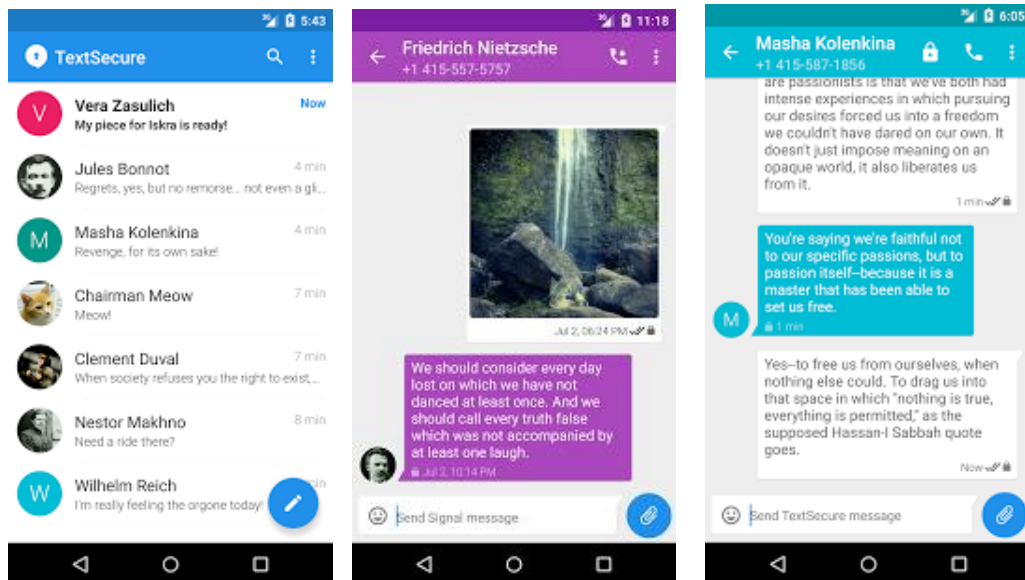 3G 5:43
TextSecure
V
Vera Zasulich Now
My piece for Iskra is ready!
Jules Bonnot 4 min
Regrets, yes, but no remorse... not even a gli...
M
Masha Kolenkina 4 min
Revenge, for its own sake!
Chairman Meow 7 min
Meow!
Clement Duval 7 min
When society refuses you the right to exist,...
Nestor Makhno 8 min
Need a ride there?
W
Wilhelm Reich
I'm really feeling the orgone today!
3G 11:18
Friedrich Nietzsche
+1 415-557-5757
Jul 2, 06:24 PM
We should consider every day
lost on which we have not
danced at least once. And we
should call every truth false
which was not accompanied by
at least one laugh.
Jul 2, 10:14 PM
Send Signal message
3G 6:05
Masha Kolenkina
+1 415-587-1856
are passionists is that we've both had
intense experiences in which pursuing
our desires forced us into a freedom
we couldn't have dared on our own. It
doesn't just impose meaning on an
opaque world, it also liberates us
from it.
1 min
You're saying we're faithful not
to our specific passions, but to
passion itself--because it is a
master that has been able to
set us free.
M
1 min
Yes--to free us from ourselves, when
nothing else could. To drag us into
that space in which "nothing is true,
everything is permitted," as the
supposed Hassan-I Sabbah quote
goes.
Now
Send TextSecure message